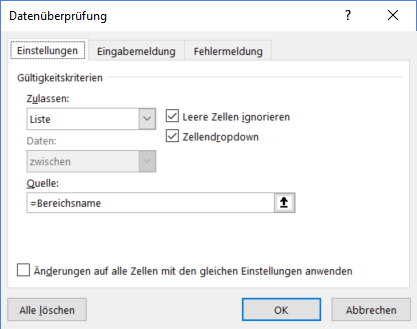 Datenüberprüfung
?
Einstellungen Eingabemeldung Fehlermeldung
Gültigkeitskriterien
Zulassen:
Liste
Leere Zellen ignorieren
Daten:
Zellendropdown
zwischen
Quelle:
=Bereichsname
Änderungen auf alle Zellen mit den gleichen Einstellungen anwenden
Alle löschen OK Abbrechen